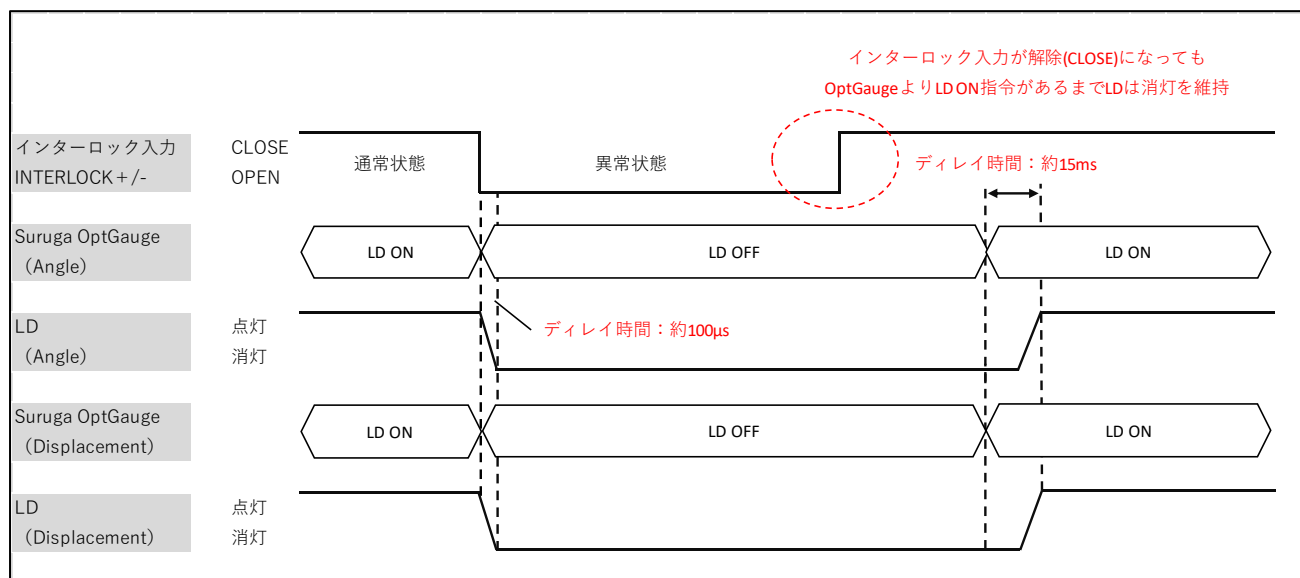 インターロック入力が解除(CLOSE)になっても
OptGaugeよりLD ON指令があるまでLDは消灯を維持
インターロック入力
INTERLOCK+/-
CLOSE
OPEN
通常状態
異常状態
ディレイ時間：約15ms
Suruga OptGauge
（Angle）
LD ON
LD OFF
LD ON
LD
（Angle）
点灯
消灯
ディレイ時間：約100μs
Suruga OptGauge
（Displacement）
LD ON
LD OFF
LD ON
LD
（Displacement）
点灯
消灯